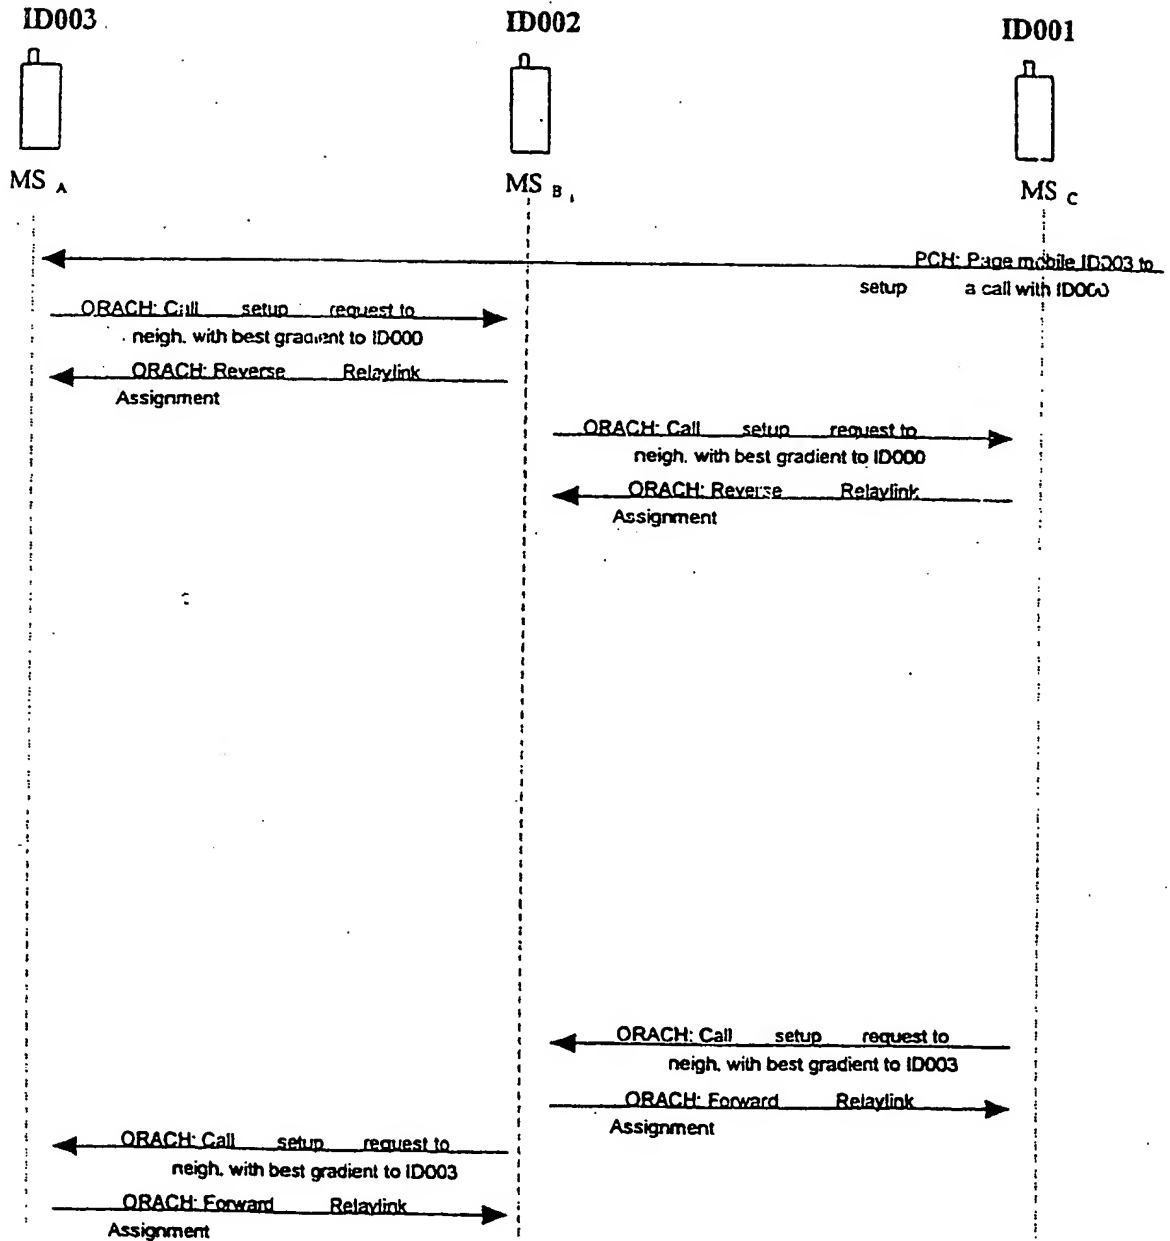 ID003
ID002
ID001
MS A
MS B
MS C
PCH: Page mobile ID003 to
setup a call with ID000
ORACH: Call setup request to
neigh. with best gradient to ID000
ORACH: Reverse Relaylink
Assignment
ORACH: Call setup request to
neigh. with best gradient to ID000
ORACH: Reverse Relaylink
Assignment
ORACH: Call setup request to
neigh. with best gradient to ID003
ORACH: Forward Relaylink
Assignment
ORACH: Call setup request to
neigh. with best gradient to ID003
ORACH: Forward Relaylink
Assignment